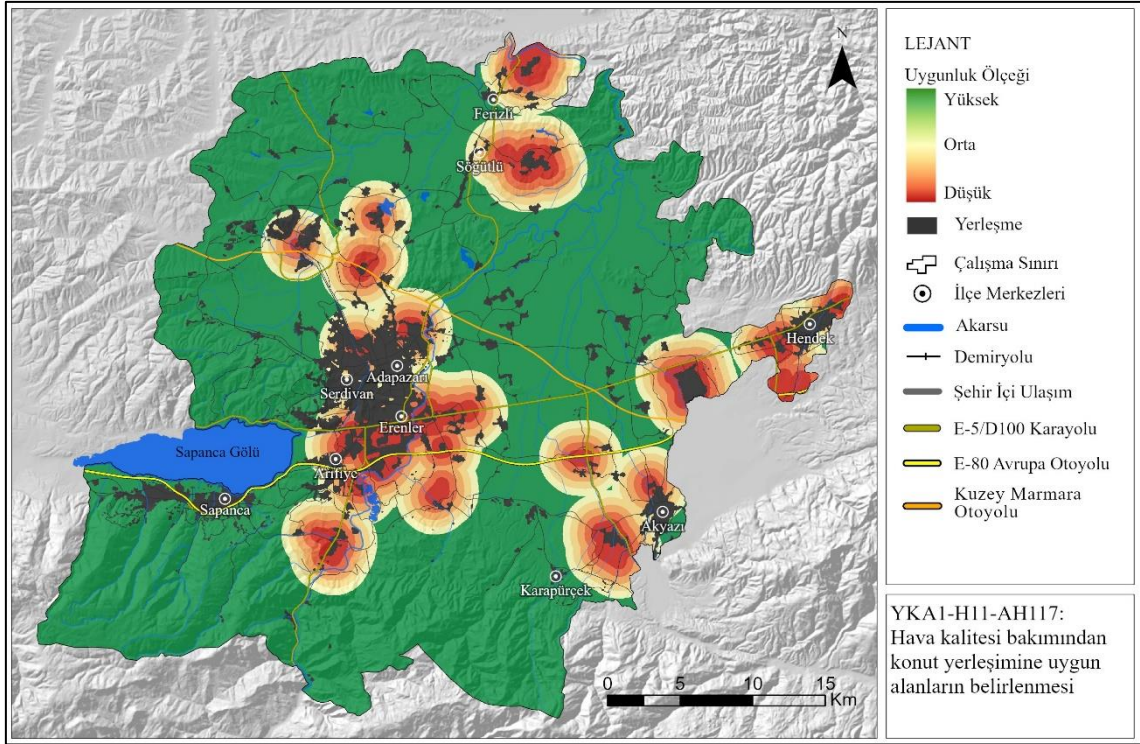 N
Ferizli
Söğütlü
Hendek
Adapazarı
Serdivan
Erenler
Sapanca Gölü
Arifiye
Sapanca
Akyazı
Karapürçek
0 5 10 15
Km
LEJANT
Uygunluk Ölçeği
Yüksek
Orta
Düşük
Yerleşme
Çalışma Sınırı
İlçe Merkezleri
Akarsu
Demiryolu
Şehir İçi Ulaşım
E-5/D100 Karayolu
E-80 Avrupa Otoyolu
Kuzey Marmara
Otoyolu
YKA1-H11-AH117:
Hava kalitesi bakımından
konut yerleşimine uygun
alanların belirlenmesi